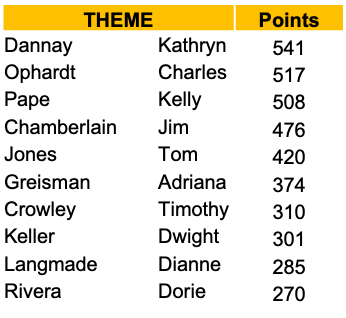 THEME Points
Dannay Kathryn 541
Ophardt Charles 517
Pape Kelly 508
Chamberlain Jim 476
Jones Tom 420
Greisman Adriana 374
Crowley Timothy 310
Keller Dwight 301
Langmade Dianne 285
Rivera Dorie 270